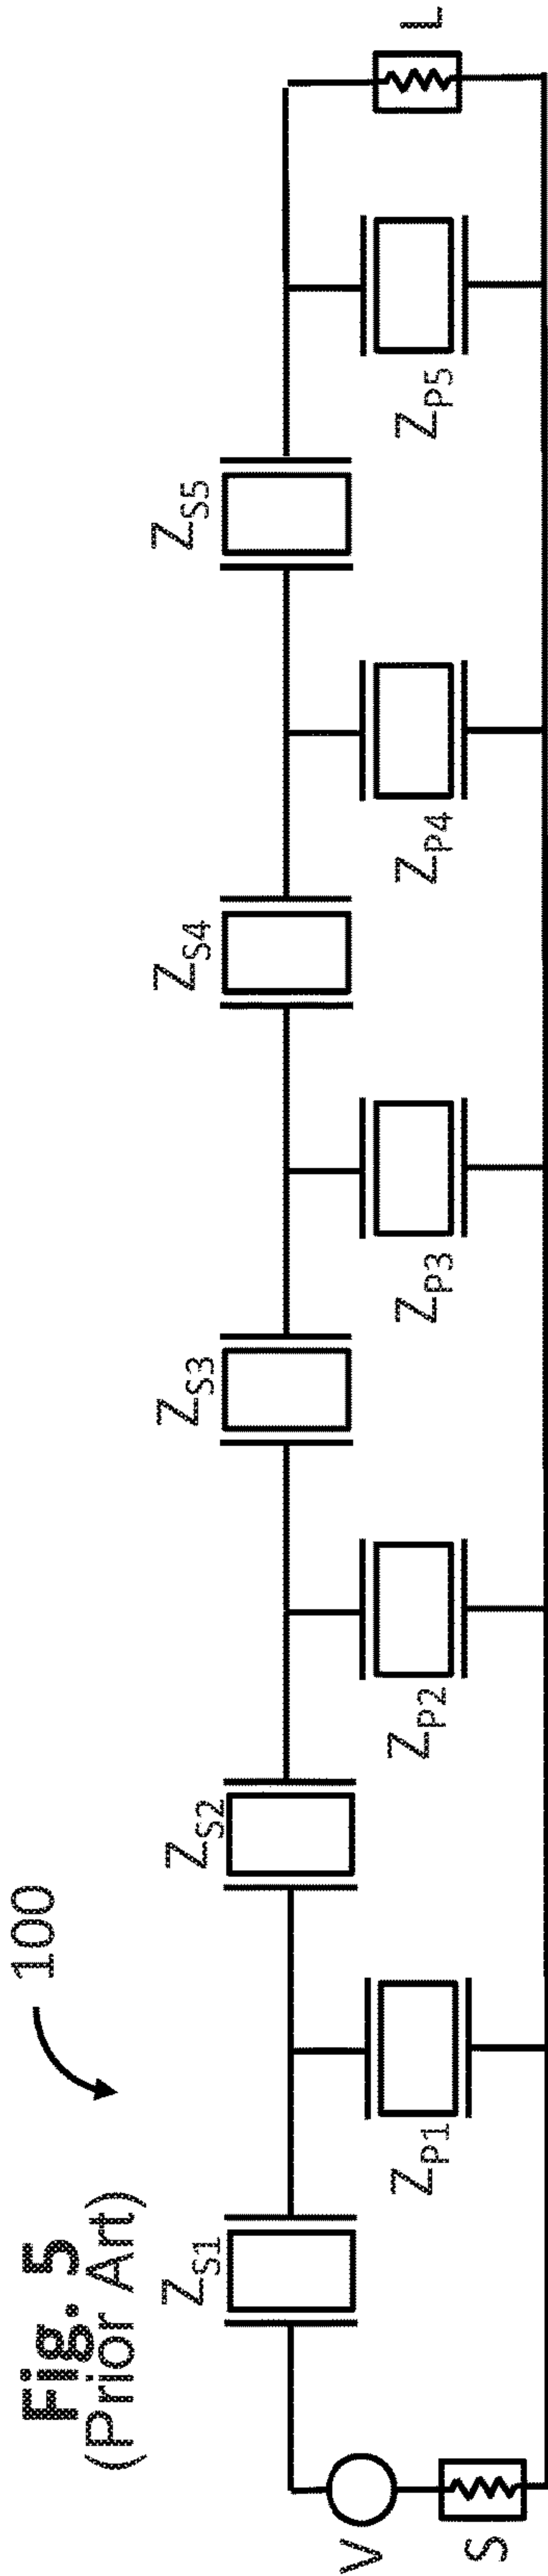 Fig. 5
(Prior Art)
100
Z_S1
Z_S2
Z_S3
Z_S4
Z_S5
V
S
Z_P1
Z_P2
Z_P3
Z_P4
Z_P5
L